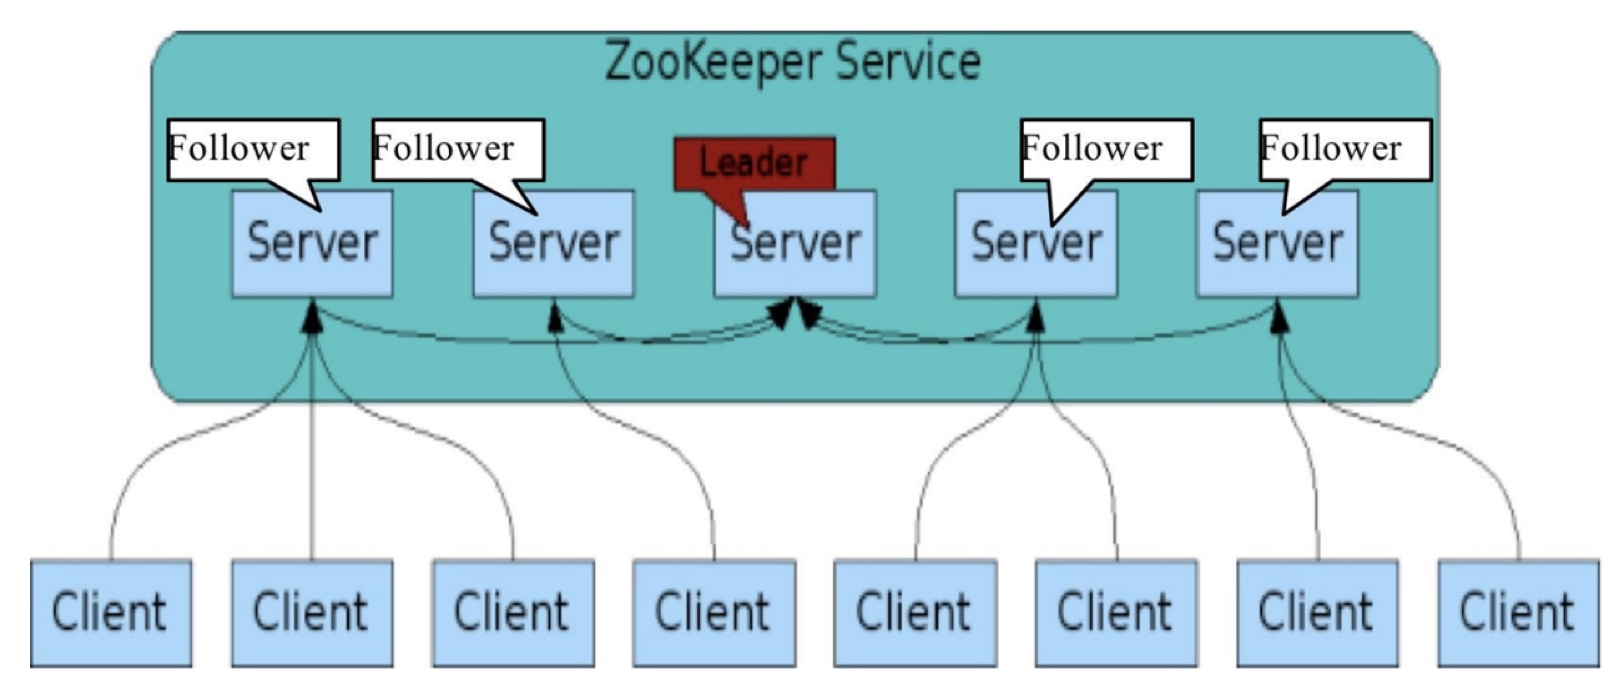 ZooKeeper Service
Follower
Follower
Leader
Follower
Follower
Server
Server
Server
Server
Server
Client
Client
Client
Client
Client
Client
Client
Client